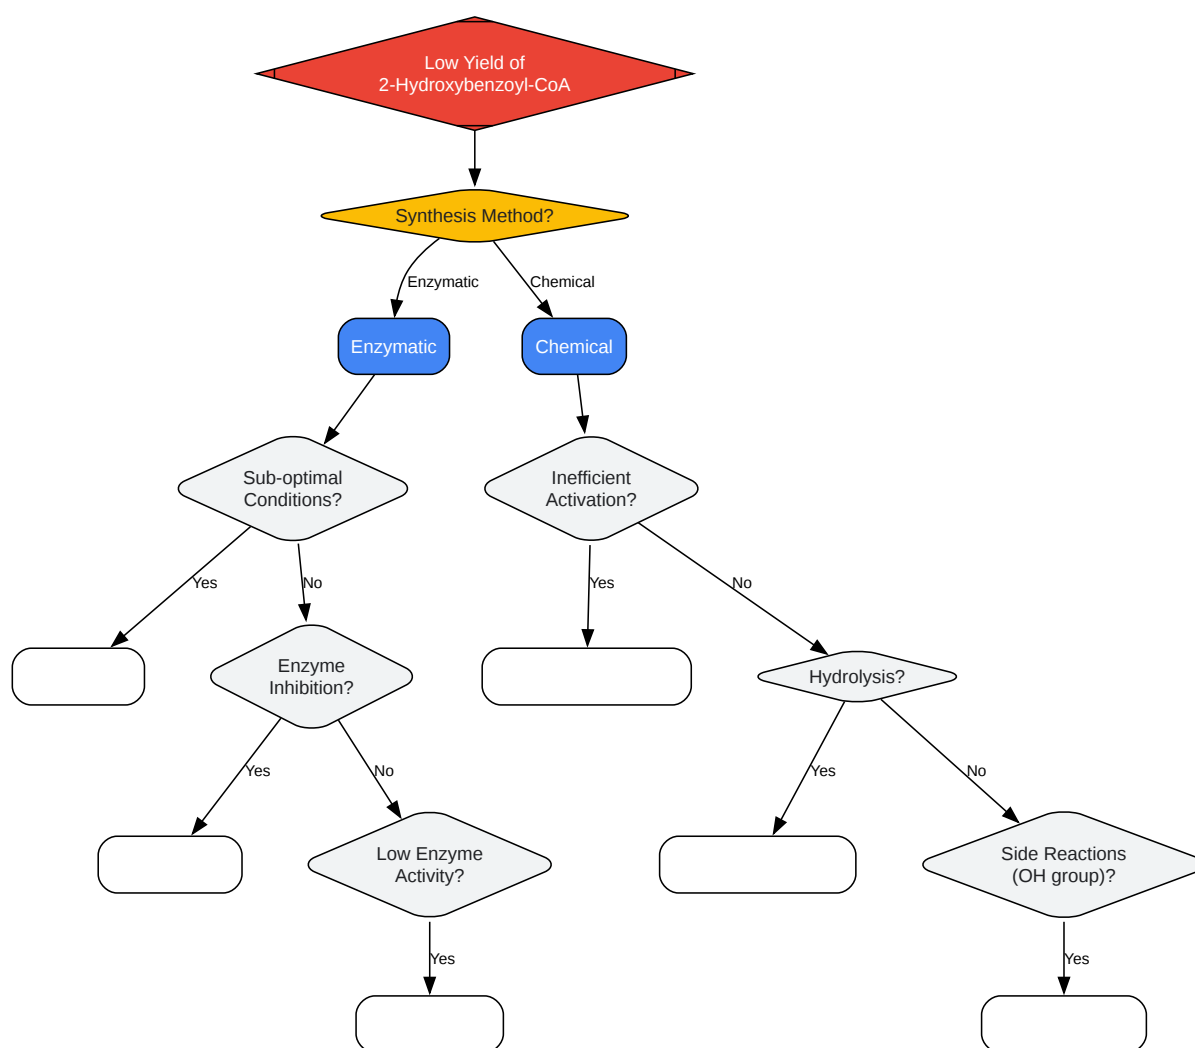 Low Yield of
2-Hydroxybenzoyl-CoA
Synthesis Method?
Enzymatic
Chemical
Enzymatic
Chemical
Sub-optimal
Conditions?
Inefficient
Activation?
Yes
No
Yes
No
Enzyme
Inhibition?
Hydrolysis?
Yes
No
Yes
No
Low Enzyme
Activity?
Side Reactions
(OH group)?
Yes
Yes